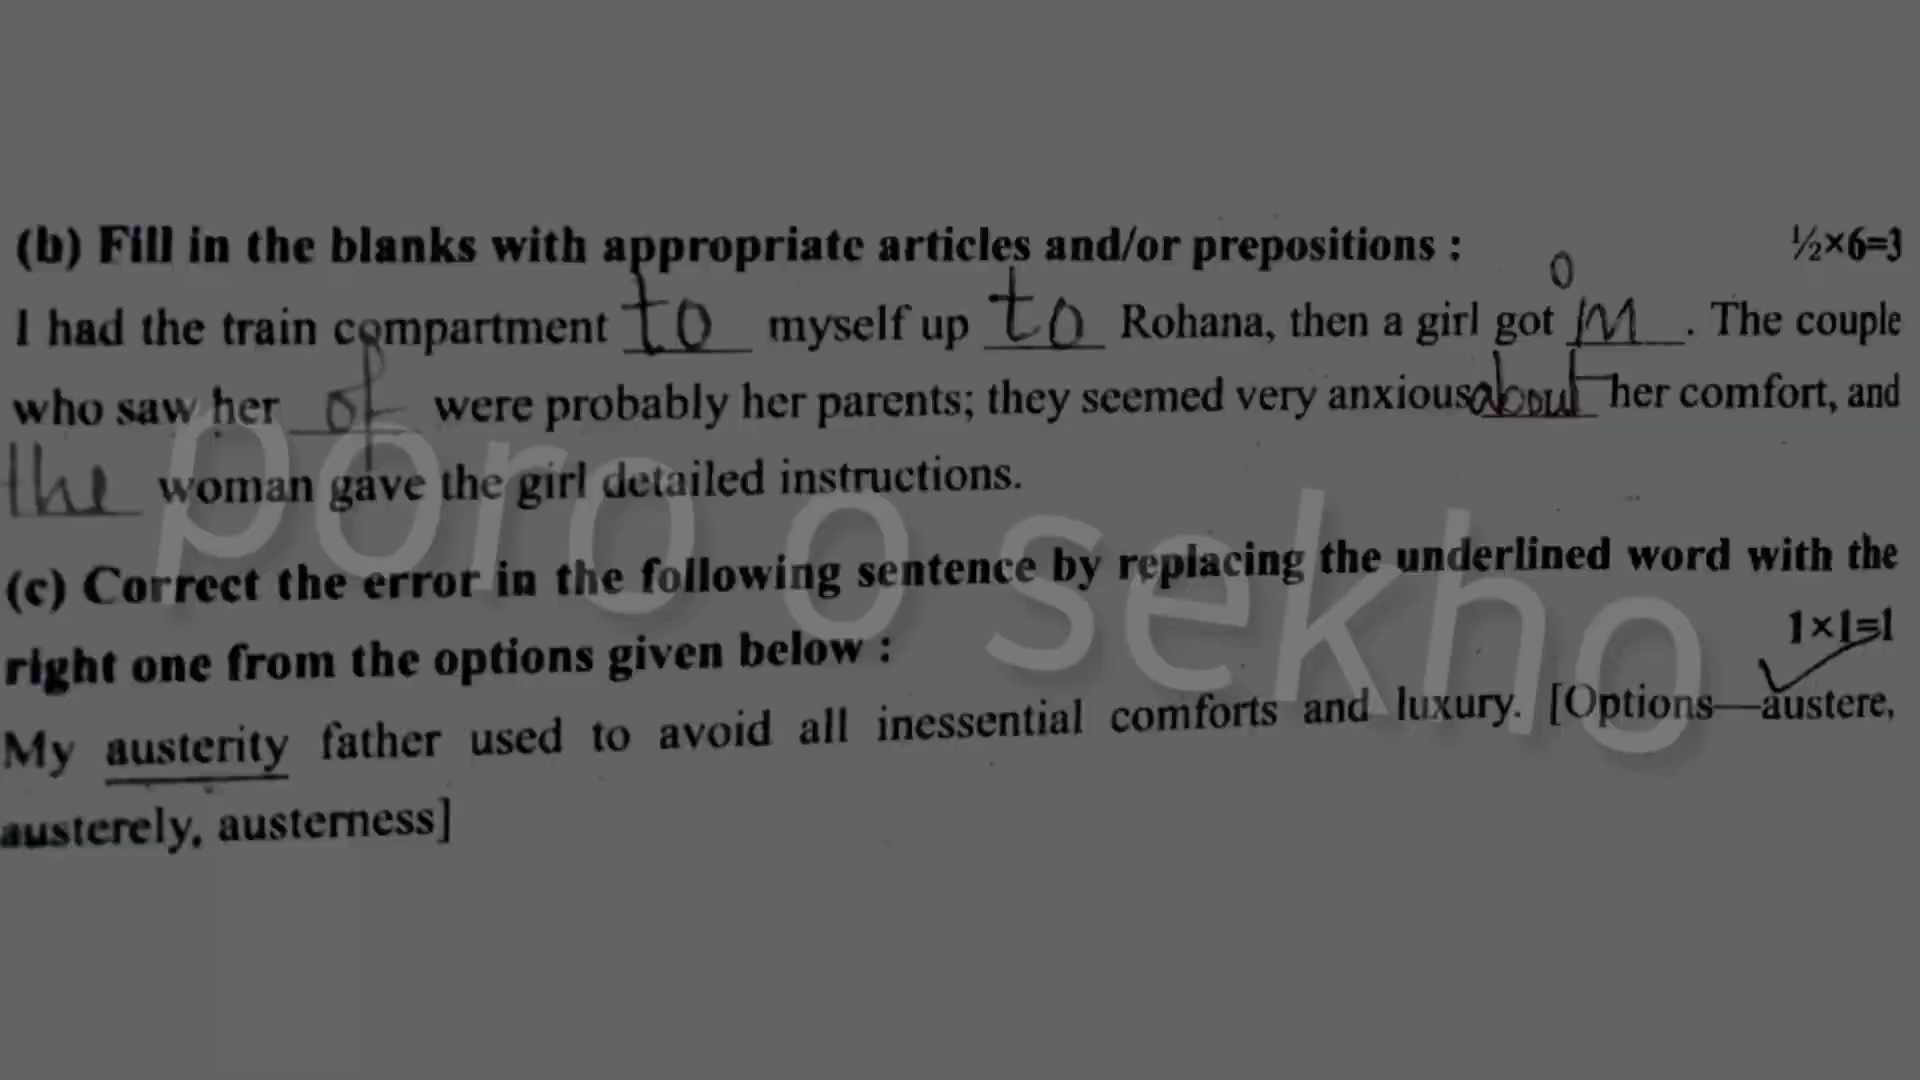 (b) Fill in the blanks with appropriate articles and/or prepositions : ½×6=3
I had the train compartment to myself up to Rohana, then a girl got in . The couple
who saw her of were probably her parents; they seemed very anxious about her comfort, and
the woman gave the girl detailed instructions.
(c) Correct the error in the following sentence by replacing the underlined word with the
right one from the options given below : 1×1=1
My austerity father used to avoid all inessential comforts and luxury. [Options—austere,
austerely, austerness]
poro o sekho